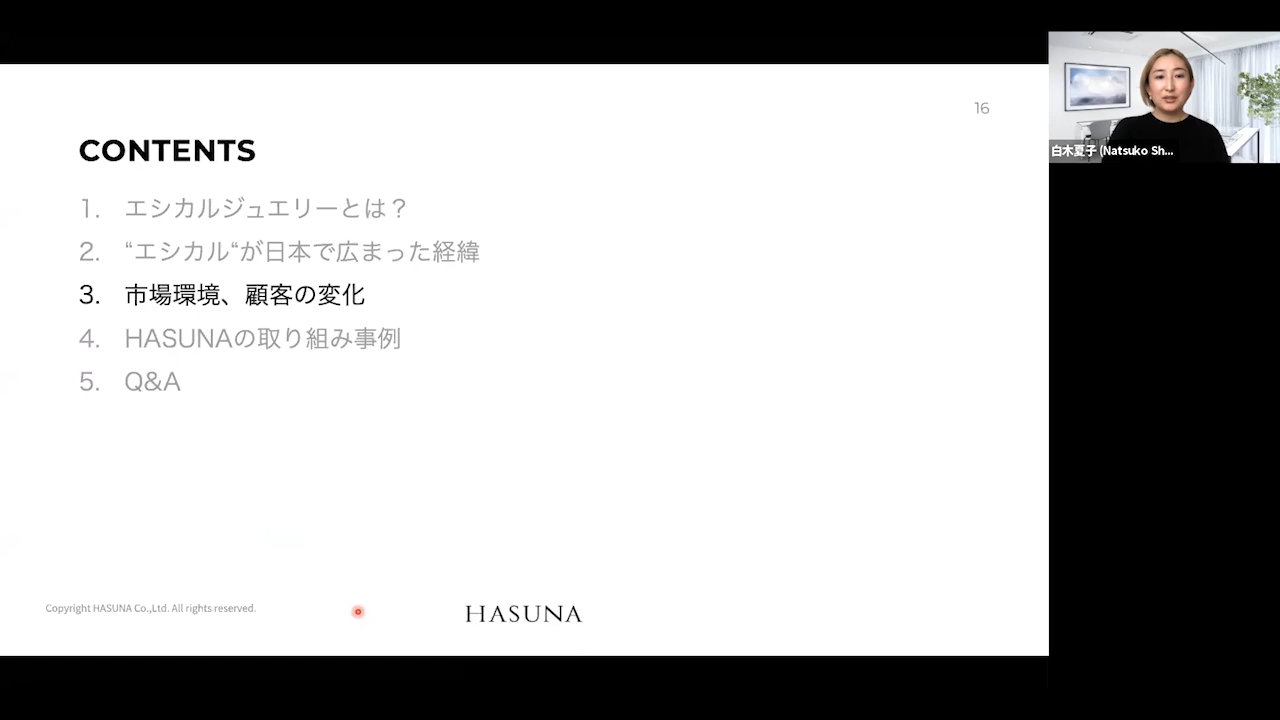 16
CONTENTS
1. エシカルジュエリーとは？
2. “エシカル“が日本で広まった経緯
3. 市場環境、顧客の変化
4. HASUNAの取り組み事例
5. Q&A
Copyright HASUNA Co.,Ltd. All rights reserved.
HASUNA
白木夏子 (Natsuko Sh...